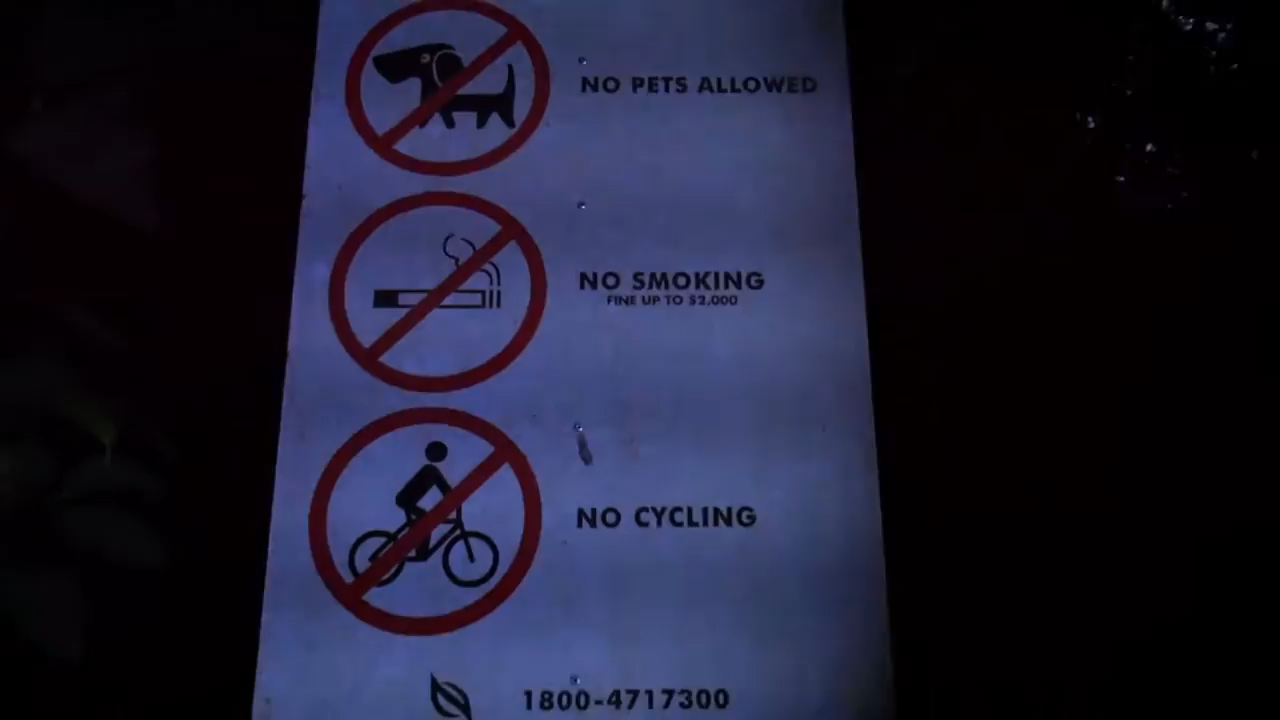 NO PETS ALLOWED
NO SMOKING
FINE UP TO $2,000
NO CYCLING
1800-4717300